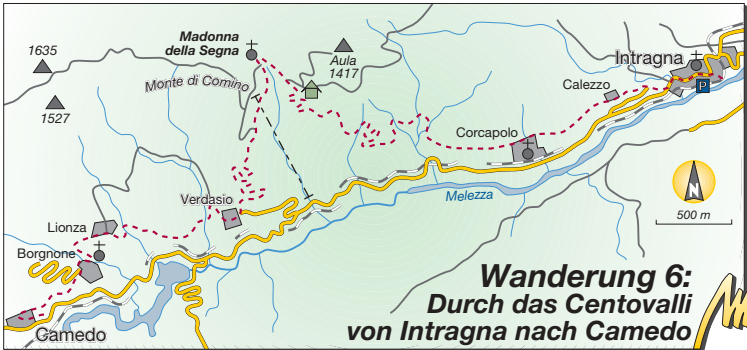 1635
1527
Madonna
della Segna
Monte di Comino
Aula
1417
Intragna
P
Calezzo
Corcapolo
Verdasio
Melezza
Lionza
Borgnone
Camedo
N
500 m
Wanderung 6:
Durch das Centovalli
von Intragna nach Camedo